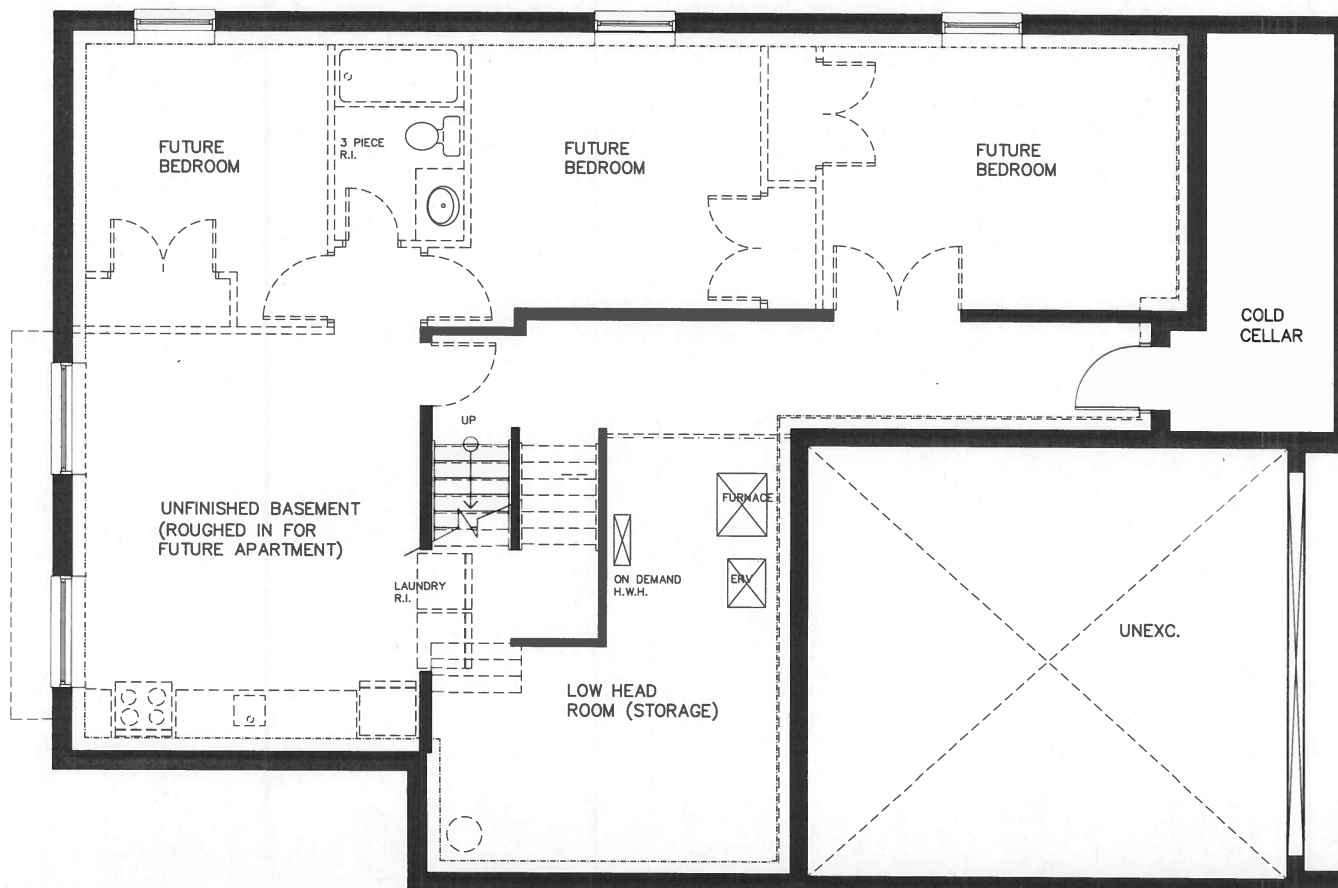 FUTURE
BEDROOM
3 PIECE
R.I.
FUTURE
BEDROOM
FUTURE
BEDROOM
COLD
CELLAR
UP
UNFINISHED BASEMENT
(ROUGHED IN FOR
FUTURE APARTMENT)
FURNACE
LAUNDRY
R.I.
ON DEMAND
H.W.H.
ERV
UNEXC.
LOW HEAD
ROOM (STORAGE)